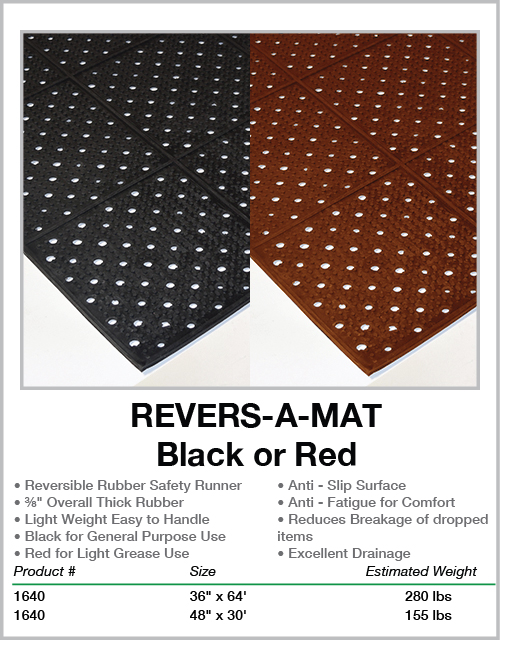 REVERS-A-MAT
Black or Red
• Reversible Rubber Safety Runner
• ⅜" Overall Thick Rubber
• Light Weight Easy to Handle
• Black for General Purpose Use
• Red for Light Grease Use
• Anti - Slip Surface
• Anti - Fatigue for Comfort
• Reduces Breakage of dropped
items
• Excellent Drainage
Product # Size Estimated Weight
1640 36" x 64' 280 lbs
1640 48" x 30' 155 lbs